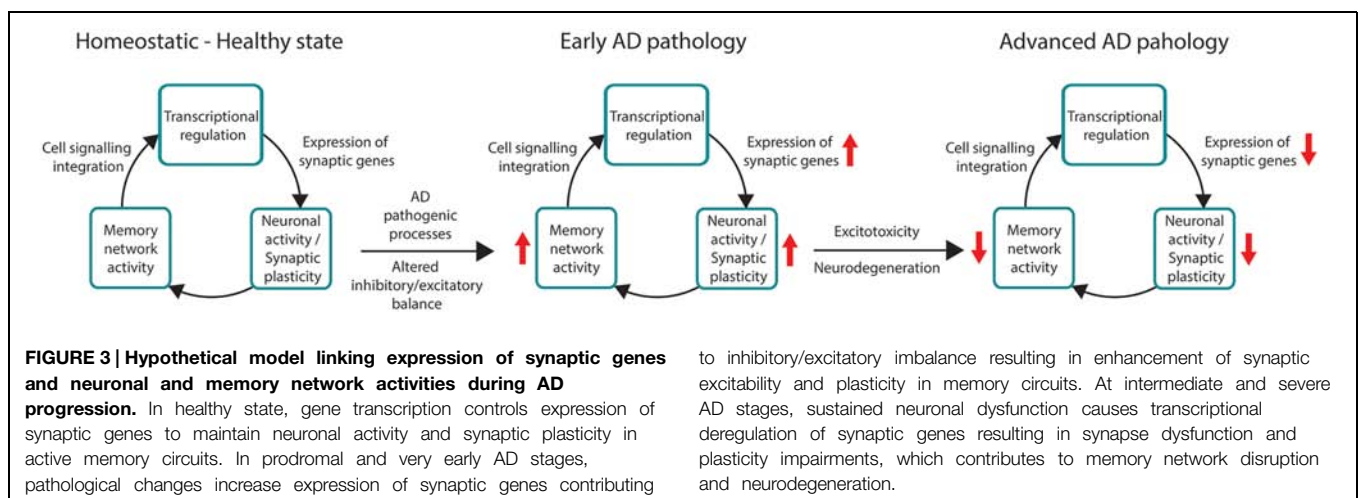 Homeostatic - Healthy state
Transcriptional
regulation
Cell signalling
integration
Expression of
synaptic genes
Memory
network
activity
Neuronal
activity /
Synaptic
plasticity
AD
pathogenic
processes
Altered
inhibitory/excitatory
balance
Early AD pathology
Transcriptional
regulation
Cell signalling
integration
Expression of
synaptic genes
Memory
network
activity
Neuronal
activity /
Synaptic
plasticity
Excitotoxicity
Neurodegeneration
Advanced AD pahology
Transcriptional
regulation
Cell signalling
integration
Expression of
synaptic genes
Memory
network
activity
Neuronal
activity /
Synaptic
plasticity
FIGURE 3 | Hypothetical model linking expression of synaptic genes
and neuronal and memory network activities during AD
progression. In healthy state, gene transcription controls expression of
synaptic genes to maintain neuronal activity and synaptic plasticity in
active memory circuits. In prodromal and very early AD stages,
pathological changes increase expression of synaptic genes contributing
to inhibitory/excitatory imbalance resulting in enhancement of synaptic
excitability and plasticity in memory circuits. At intermediate and severe
AD stages, sustained neuronal dysfunction causes transcriptional
deregulation of synaptic genes resulting in synapse dysfunction and
plasticity impairments, which contributes to memory network disruption
and neurodegeneration.